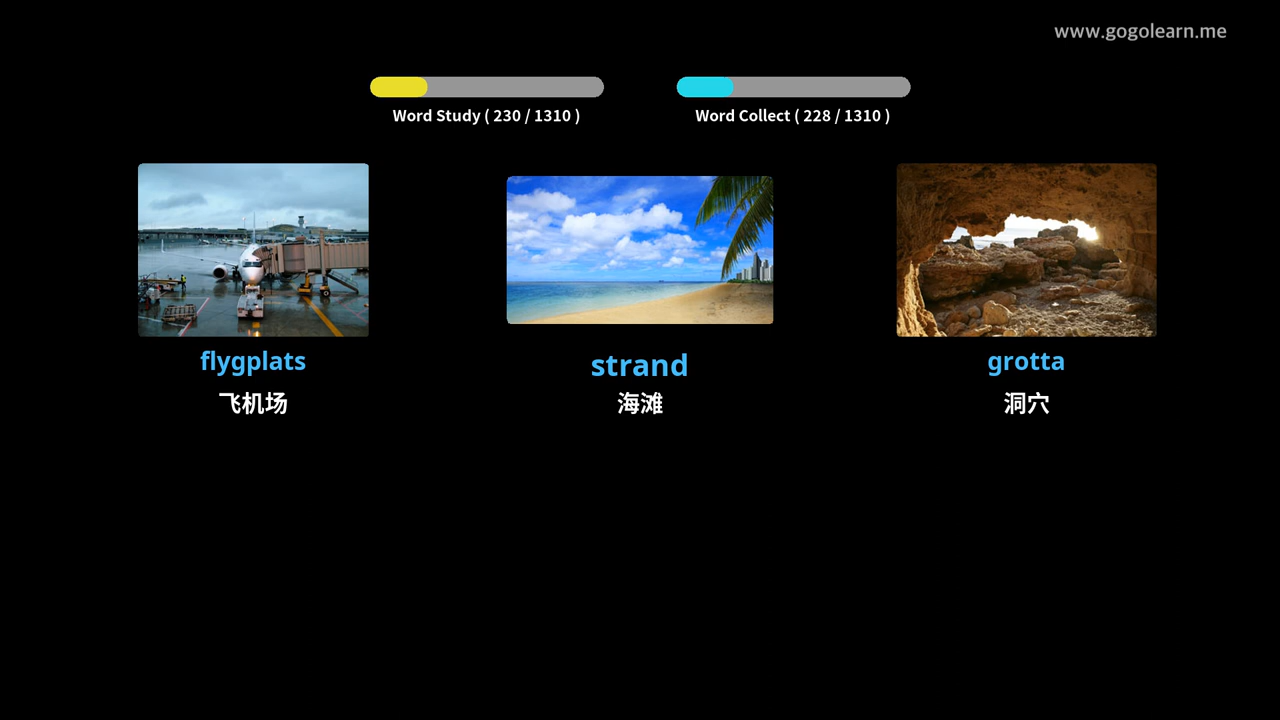 www.gogolearn.me
Word Study ( 230 / 1310 )
Word Collect ( 228 / 1310 )
flygplats
strand
grotta
飞机场
海滩
洞穴